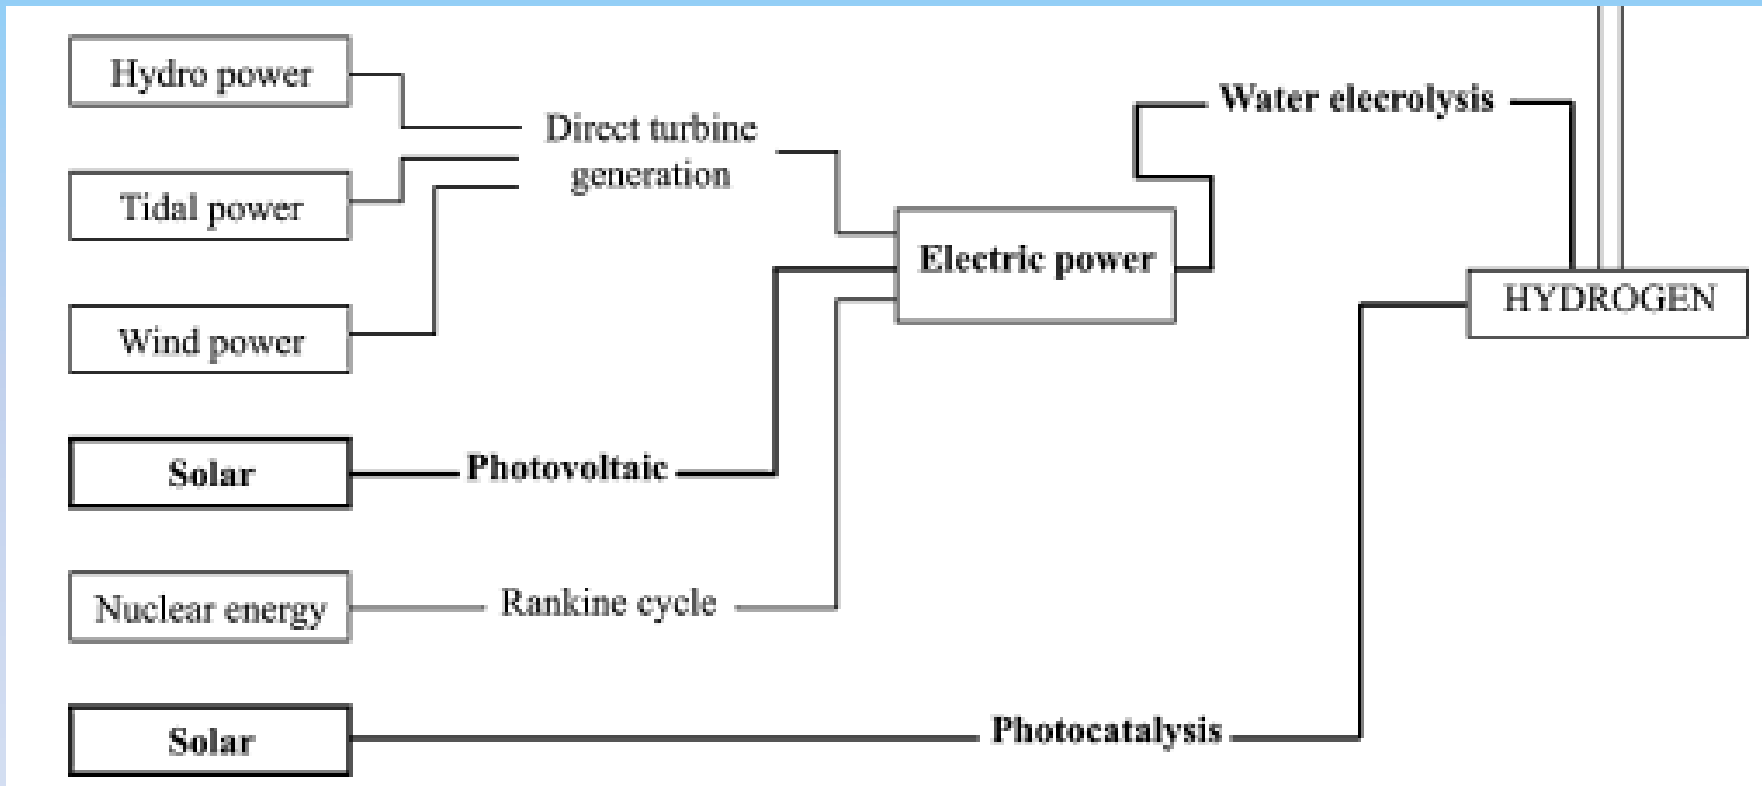 Hydro power
Direct turbine
generation
Water elecrolysis
Tidal power
Electric power
HYDROGEN
Wind power
Solar
Photovoltaic
Nuclear energy
Rankine cycle
Solar
Photocatalysis